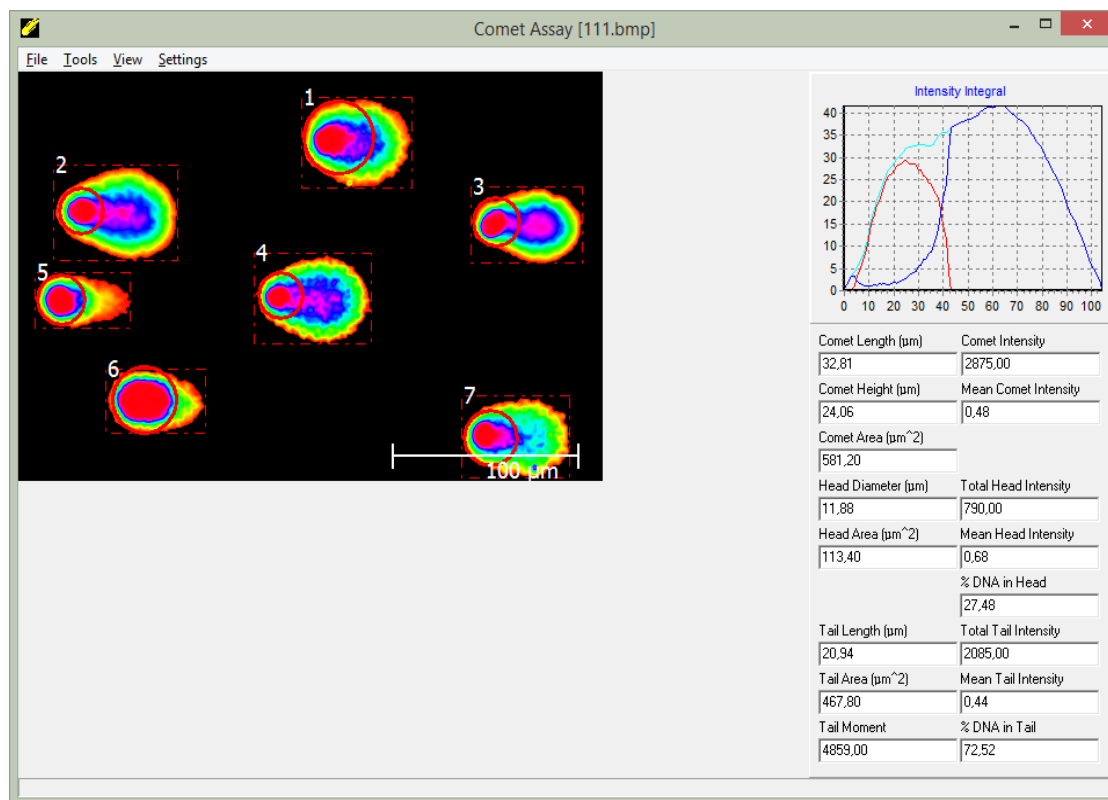 Comet Assay [111.bmp]
File Tools View Settings
1
2
3
4
5
6
7
100 µm
Intensity Integral
40
35
30
25
20
15
10
5
0
0 10 20 30 40 50 60 70 80 90 100
Comet Length (µm) Comet Intensity
32,81 2875,00
Comet Height (µm) Mean Comet Intensity
24,06 0,48
Comet Area (µm^2)
581,20
Head Diameter (µm) Total Head Intensity
11,88 790,00
Head Area (µm^2) Mean Head Intensity
113,40 0,68
% DNA in Head
27,48
Tail Length (µm) Total Tail Intensity
20,94 2085,00
Tail Area (µm^2) Mean Tail Intensity
467,80 0,44
Tail Moment % DNA in Tail
4859,00 72,52